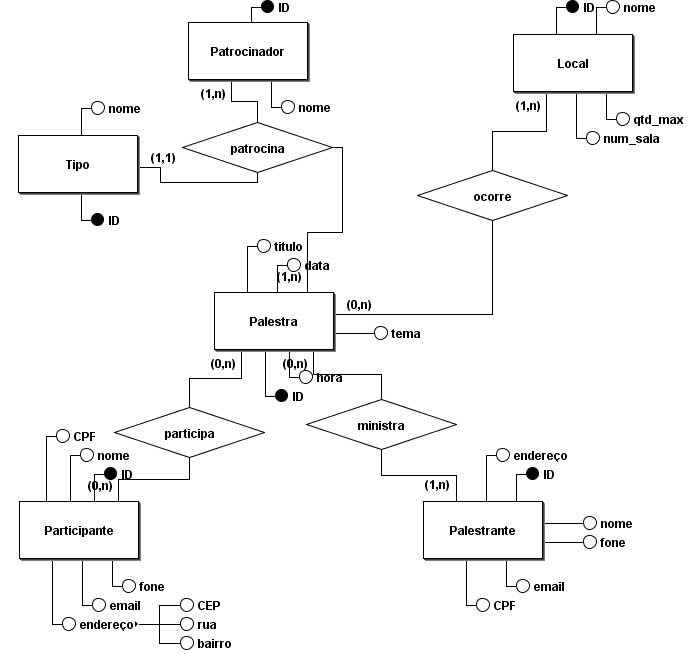 ID
ID
nome
Patrocinador
Local
(1,n)
nome
(1,n)
nome
qtd_max
num_sala
patrocina
Tipo
(1,1)
ocorre
ID
título
data
(1,n)
(0,n)
Palestra
tema
(0,n)
(0,n)
hora
ID
participa
ministra
CPF
nome
endereço
ID
ID
(0,n)
(1,n)
Participante
Palestrante
nome
fone
fone
email
email
CPF
endereço
CEP
rua
bairro